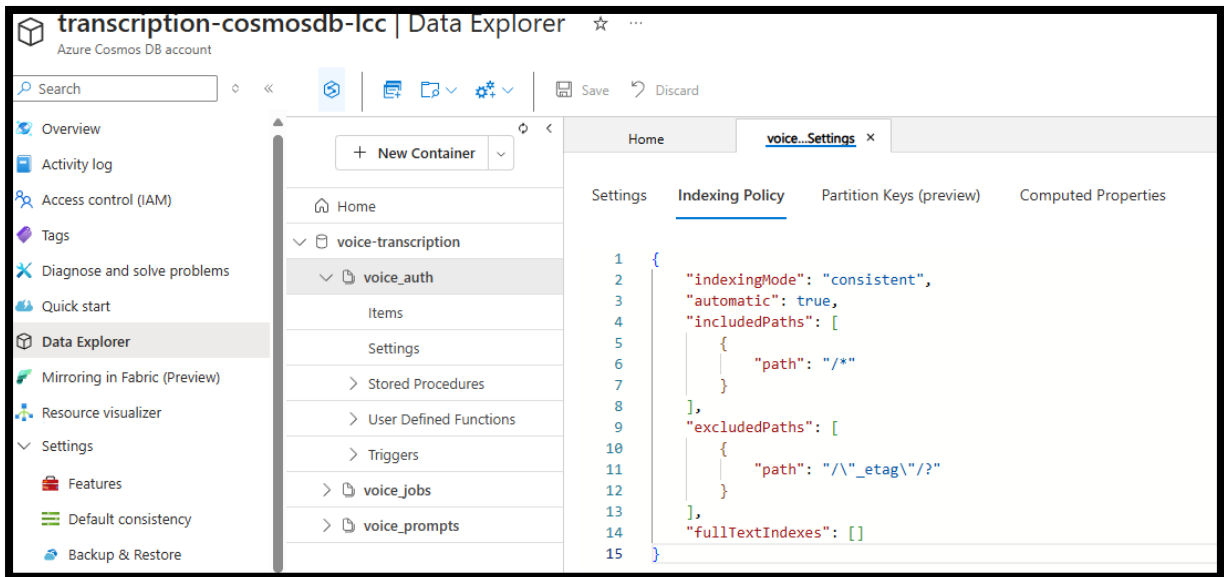 transcription-cosmosdb-lcc | Data Explorer
Azure Cosmos DB account
Search
Save
Discard
Overview
Activity log
Access control (IAM)
Tags
Diagnose and solve problems
Quick start
Data Explorer
Mirroring in Fabric (Preview)
Resource visualizer
Settings
Features
Default consistency
Backup & Restore
+ New Container
Home
voice-transcription
voice_auth
Items
Settings
Stored Procedures
User Defined Functions
Triggers
voice_jobs
voice_prompts
Home
voice...Settings
Settings Indexing Policy Partition Keys (preview) Computed Properties
1 {
2 "indexingMode": "consistent",
3 "automatic": true,
4 "includedPaths": [
5 {
6 "path": "/*"
7 }
8 ],
9 "excludedPaths": [
10 {
11 "path": "/\"_etag\"/?"
12 }
13 ],
14 "fullTextIndexes": []
15 }